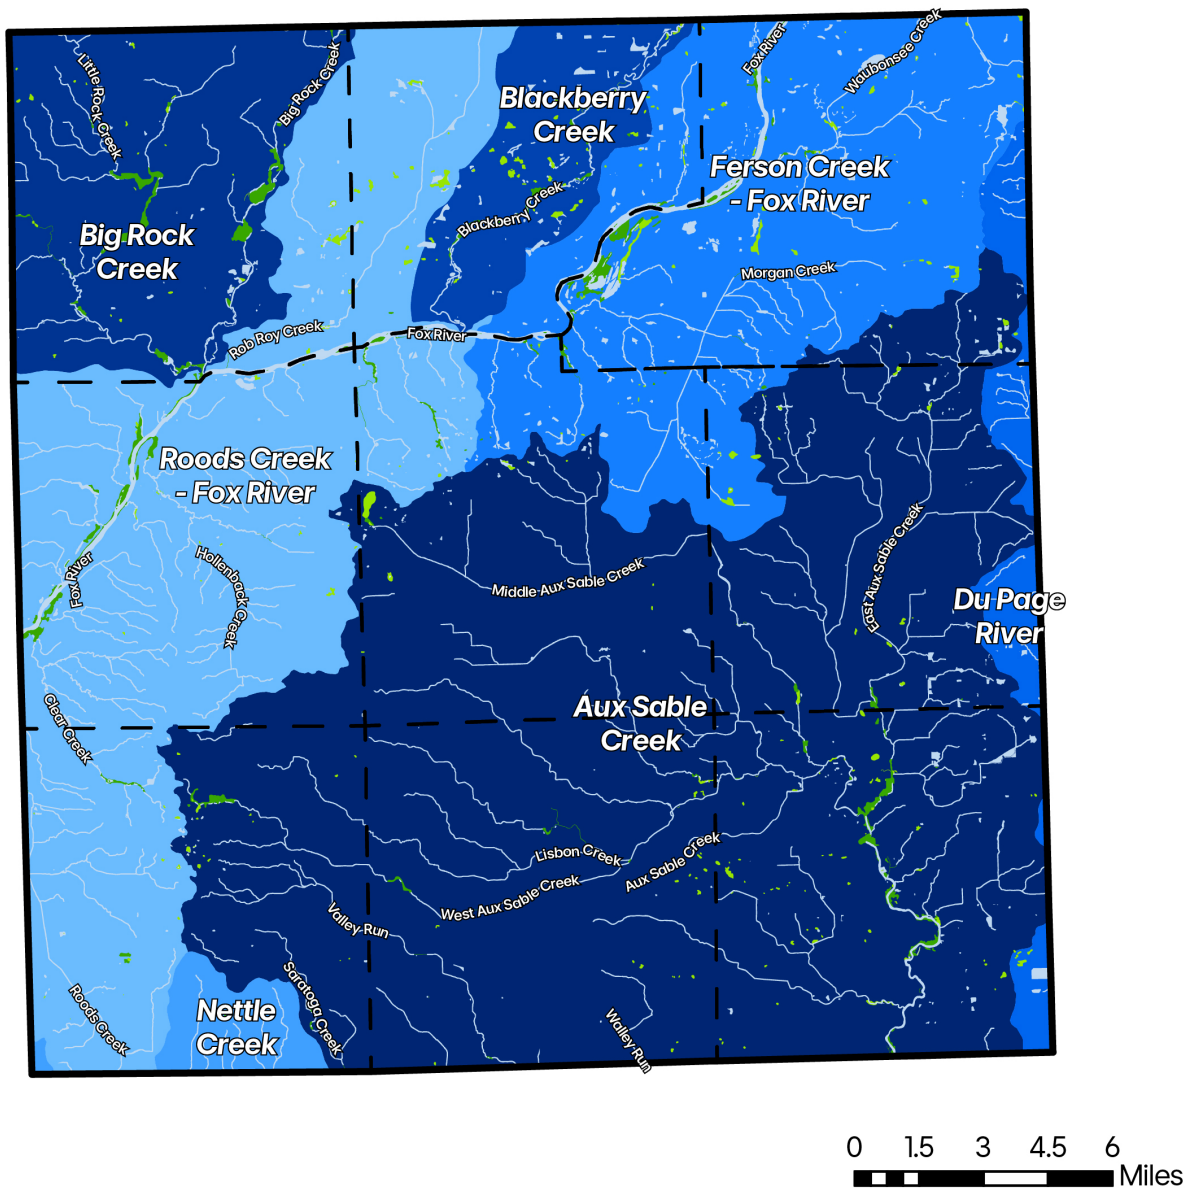 Little Rock Creek
Big Rock Creek
Fox River
Waubonsee Creek
Blackberry
Creek
Ferson Creek
- Fox River
Blackberry Creek
Big Rock
Creek
Morgan Creek
Rob Roy Creek
Fox River
Roods Creek
- Fox River
Fox River
Hollenback Creek
Middle Aux Sable Creek
East Aux Sable Creek
Du Page
River
Clear Creek
Aux Sable
Creek
Lisbon Creek
Aux Sable Creek
West Aux Sable Creek
Valley Run
Saratoga Creek
Roods Creek
Nettle
Creek
Walley Run
0 1.5 3 4.5 6
Miles